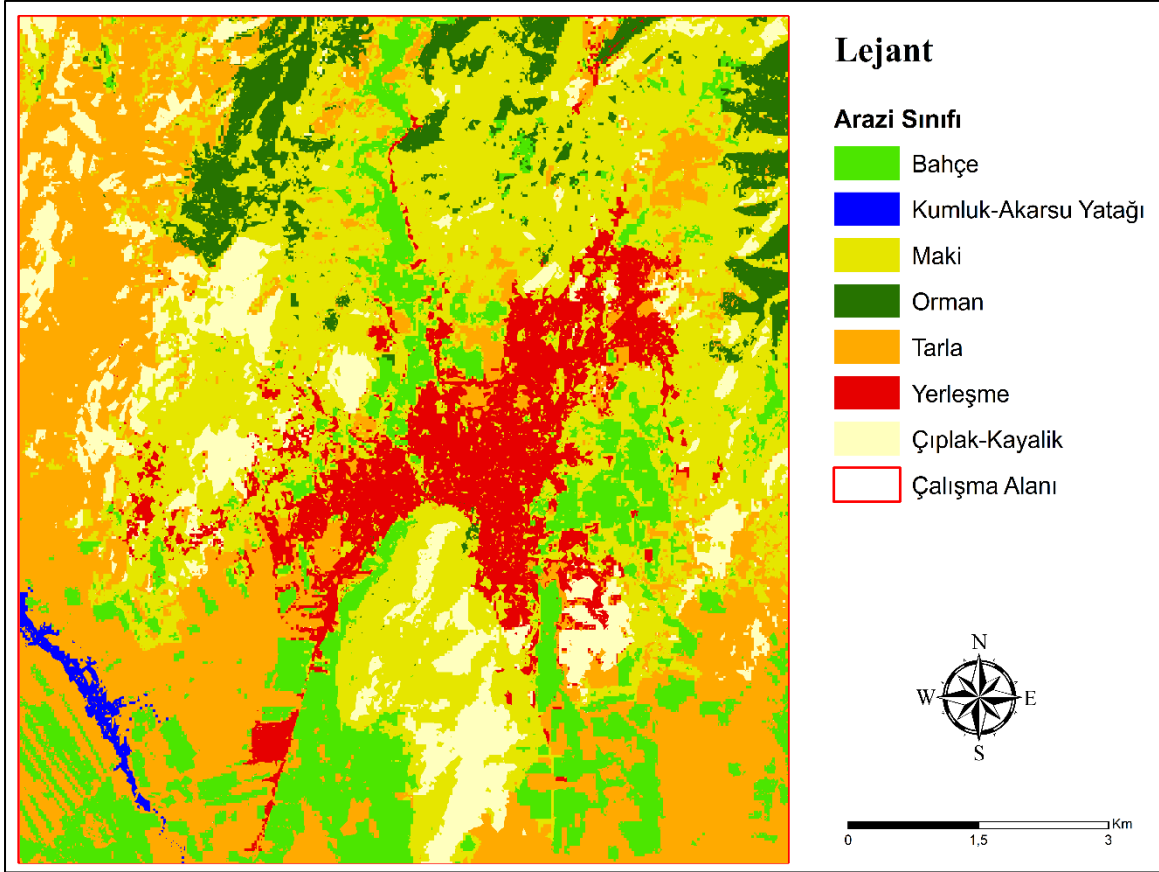 Lejant
Arazi Sınıfı
Bahçe
Kumluk-Akarsu Yatağı
Maki
Orman
Tarla
Yerleşme
Çıplak-Kayalik
Çalışma Alanı
N
W E
S
Km
0 1,5 3